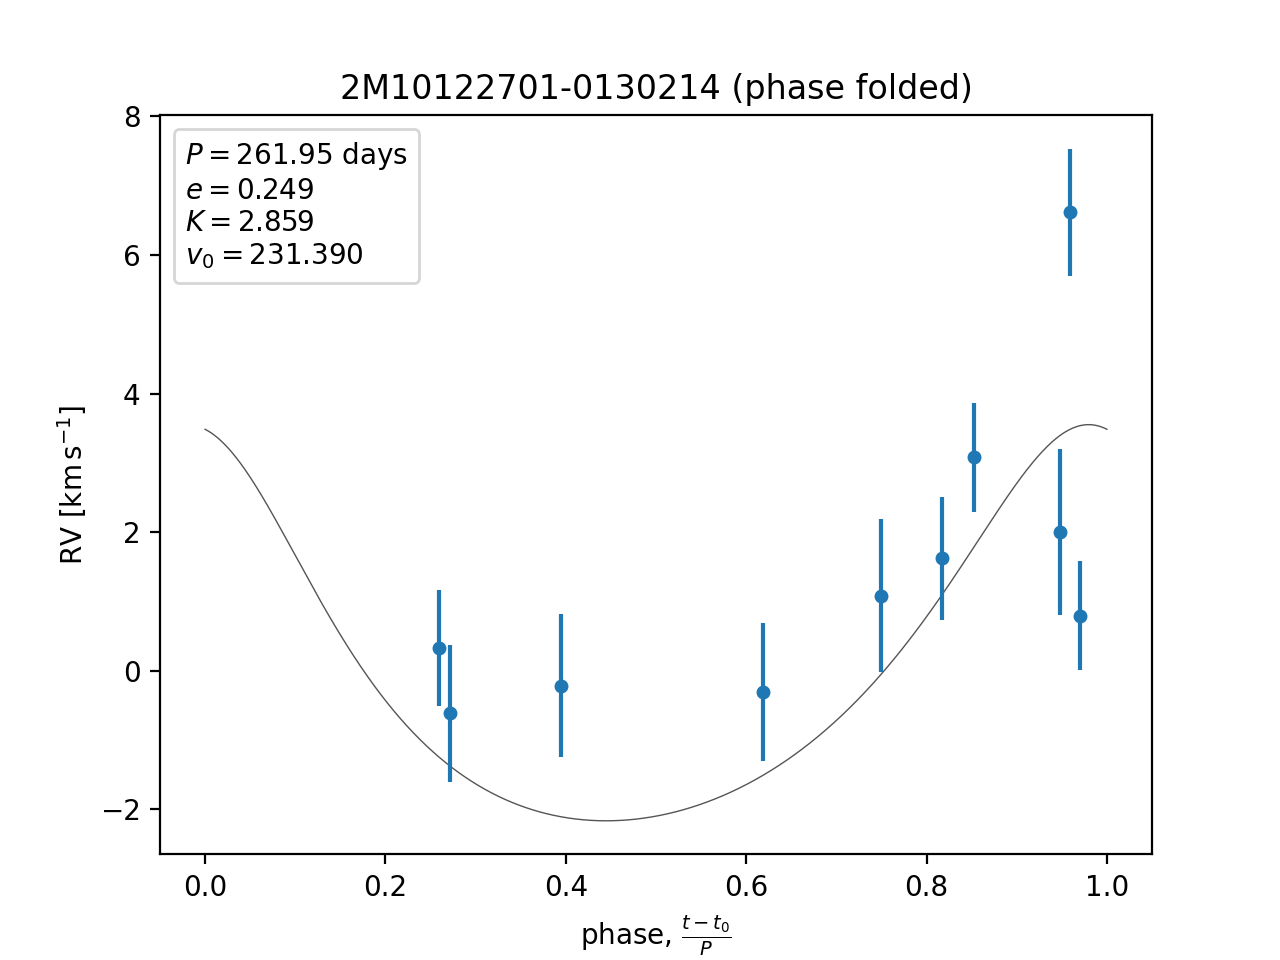 2M10122701-0130214 (phase folded)
P = 261.95 days
e = 0.249
K = 2.859
v₀ = 231.390
8
6
4
2
0
−2
RV [km s⁻¹]
0.0 0.2 0.4 0.6 0.8 1.0
phase, (t − t₀)/P